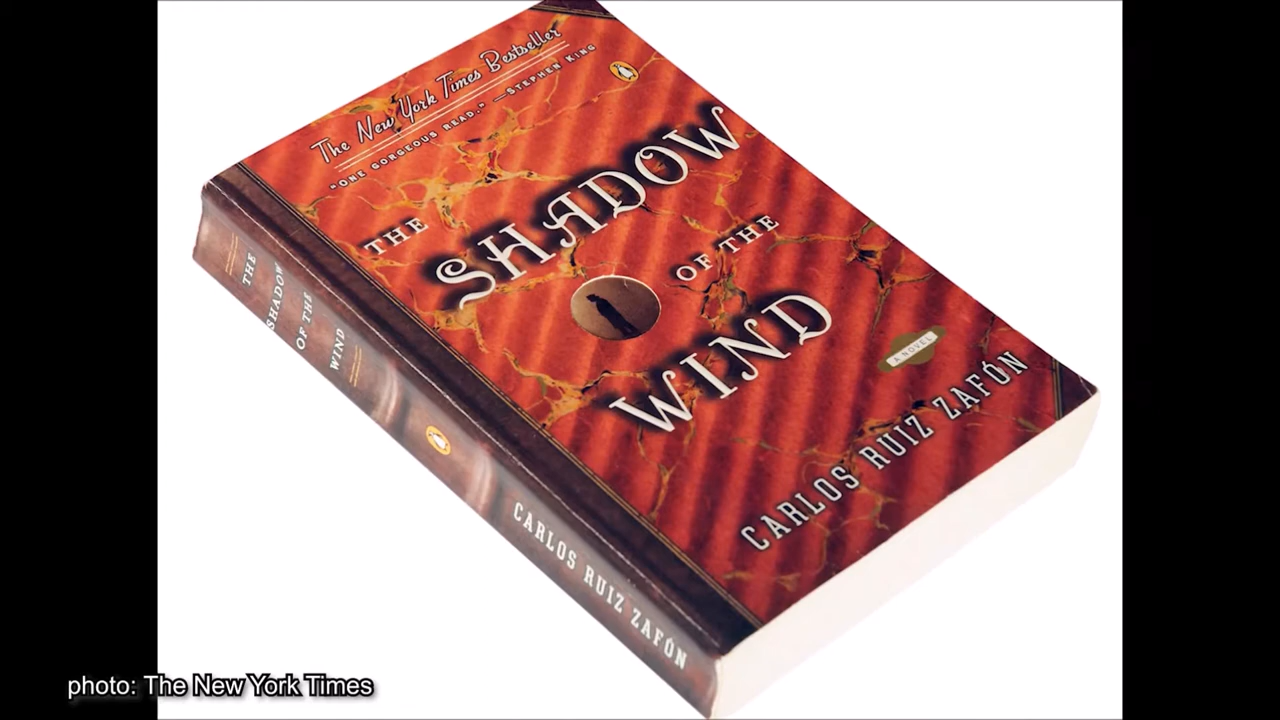 The New York Times Bestseller
"ONE GORGEOUS READ." —STEPHEN KING
THE
SHADOW
OF THE
WIND
A NOVEL
CARLOS RUIZ ZAFÓN
THE
SHADOW
OF THE
WIND
CARLOS RUIZ ZAFÓN
photo: The New York Times